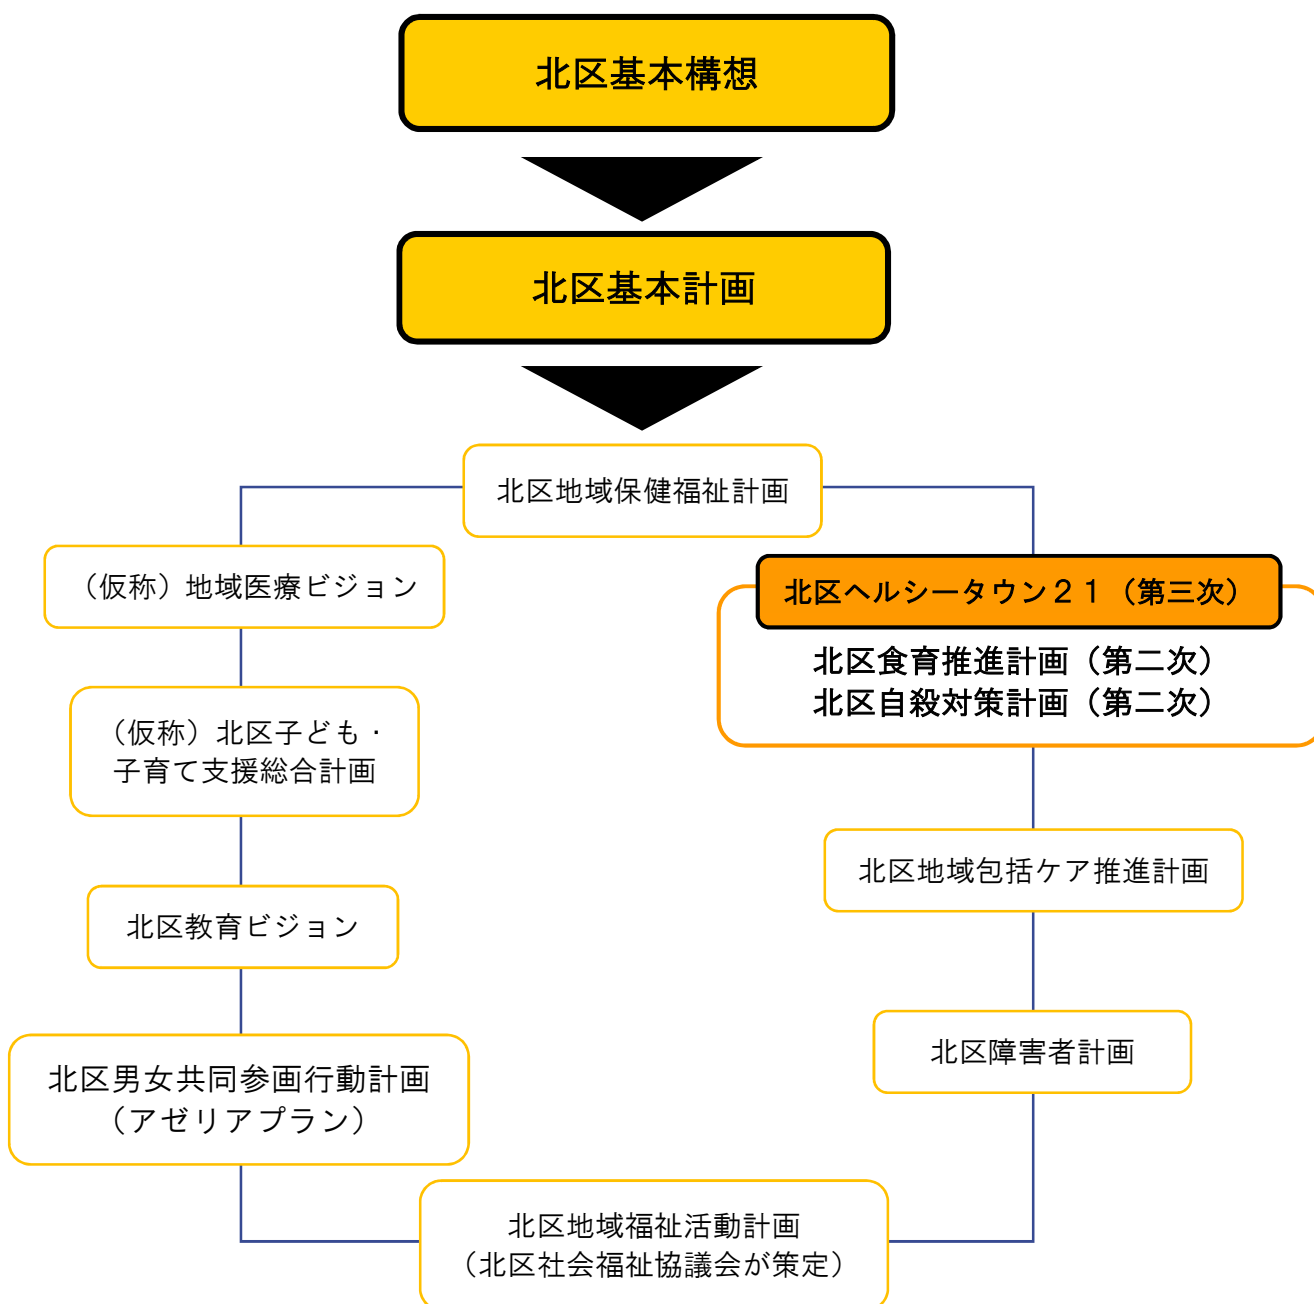 北区基本構想
北区基本計画
北区地域保健福祉計画
（仮称）地域医療ビジョン
（仮称）北区子ども・
子育て支援総合計画
北区教育ビジョン
北区男女共同参画行動計画
（アゼリアプラン）
北区ヘルシータウン２１（第三次）
北区食育推進計画（第二次）
北区自殺対策計画（第二次）
北区地域包括ケア推進計画
北区障害者計画
北区地域福祉活動計画
（北区社会福祉協議会が策定）